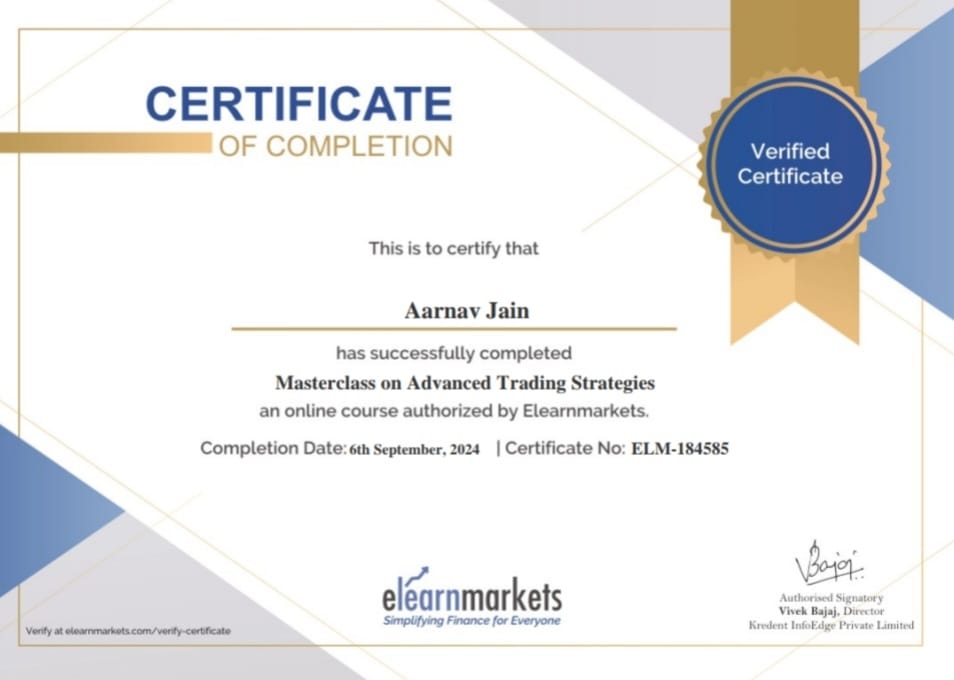 CERTIFICATE
OF COMPLETION
Verified
Certificate
This is to certify that
Aarnav Jain
has successfully completed
Masterclass on Advanced Trading Strategies
an online course authorized by Elearnmarkets.
Completion Date: 6th September, 2024 | Certificate No: ELM-184585
elearnmarkets
Simplifying Finance for Everyone
Bajaj
Authorised Signatory
Vivek Bajaj, Director
Kredent InfoEdge Private Limited
Verify at elearnmarkets.com/verify-certificate